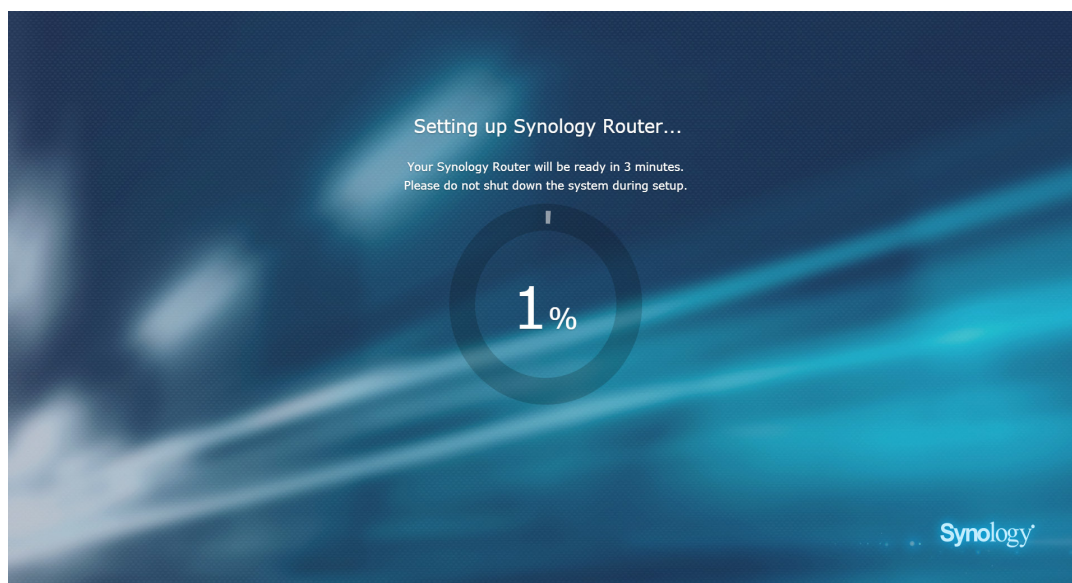 Setting up Synology Router...
Your Synology Router will be ready in 3 minutes.
Please do not shut down the system during setup.
1%
Synology